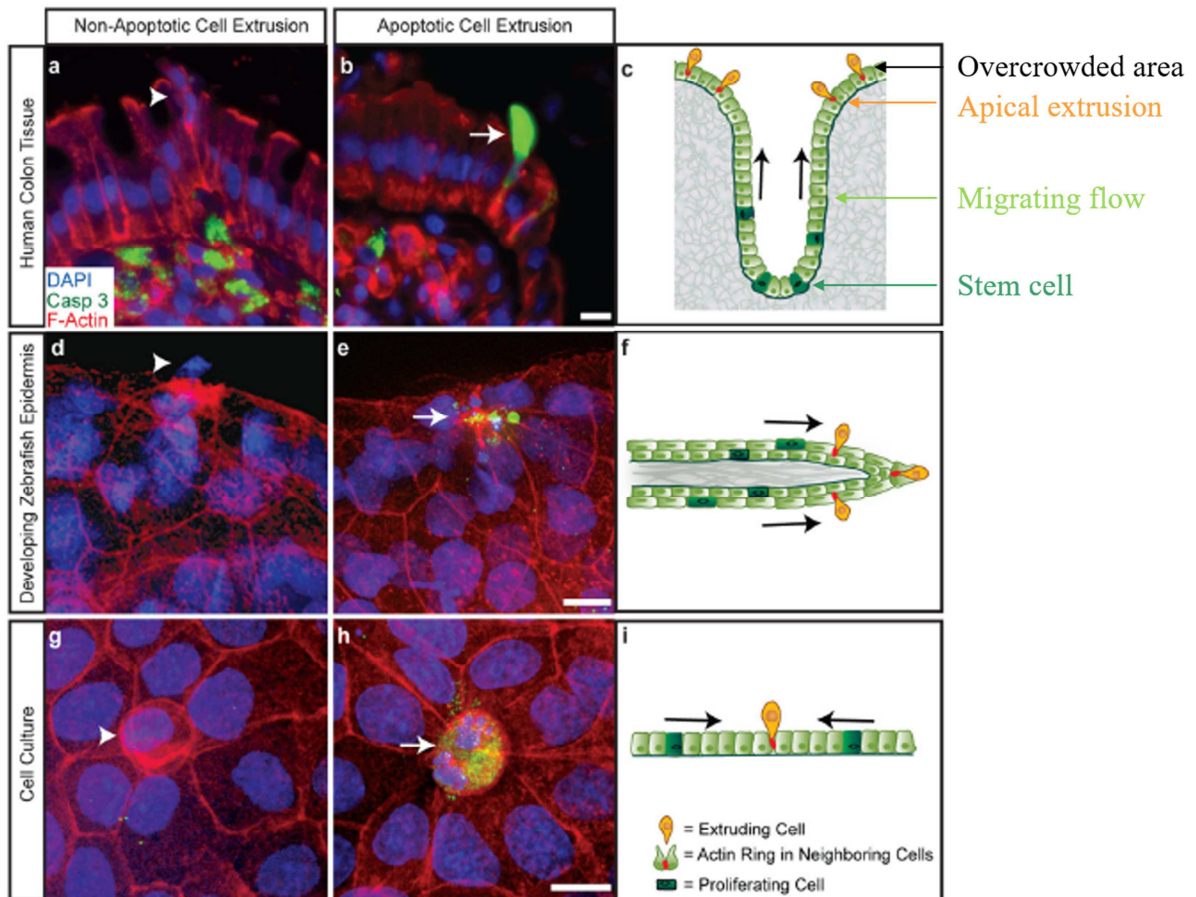 Non-Apoptotic Cell Extrusion
Apoptotic Cell Extrusion
Human Colon Tissue
a
b
c
Overcrowded area
Apical extrusion
Migrating flow
Stem cell
DAPI
Casp 3
F-Actin
Developing Zebrafish Epidermis
d
e
f
Cell Culture
g
h
i
= Extruding Cell
= Actin Ring in Neighboring Cells
= Proliferating Cell